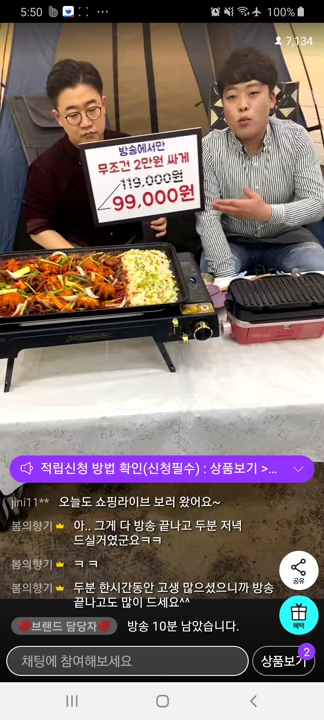 5:50
100%
7,134
방송에서만
무조건 2만원 싸게
119,000원
99,000원
적립신청 방법 확인(신청필수) : 상품보기 >...
jini11** 오늘도 쇼핑라이브 보러 왔어요~
봄의향기 아.. 그게 다 방송 끝나고 두분 저녁
드실거였군요ㅋㅋ
봄의향기 ㅋ ㅋ
봄의향기 두분 한시간동안 고생 많으셨으니까 방송
끝나고도 많이 드세요^^
공유
혜택
브랜드 담당자 방송 10분 남았습니다.
채팅에 참여해보세요
상품보기
2